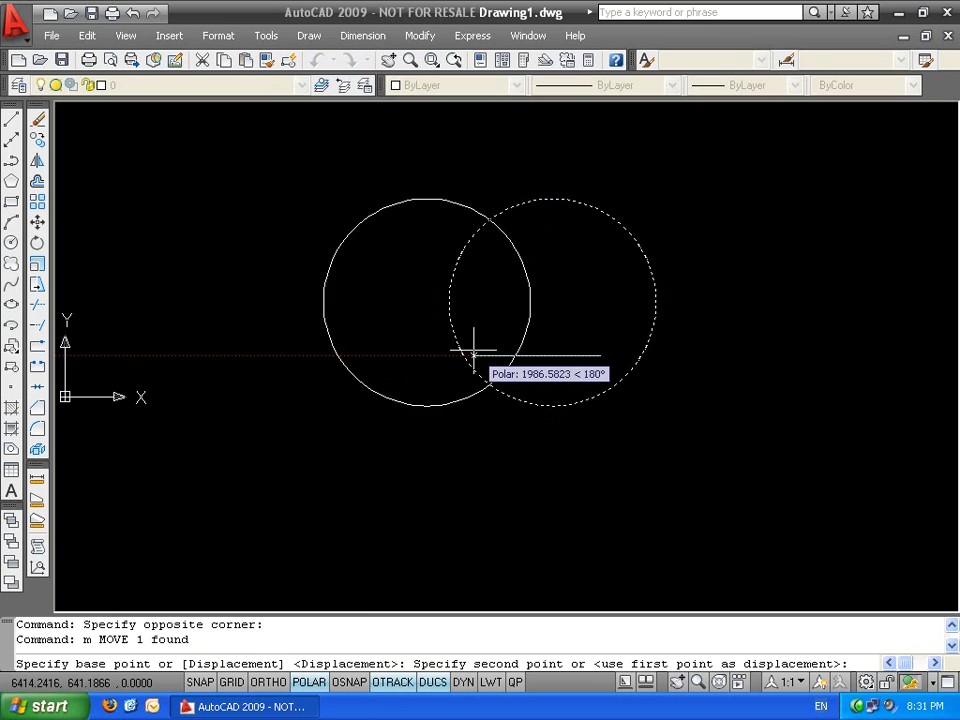 AutoCAD 2009 - NOT FOR RESALE Drawing1.dwg
Type a keyword or phrase
File Edit View Insert Format Tools Draw Dimension Modify Express Window Help
0 ByLayer ByLayer ByLayer ByColor
Polar: 1986.5823 < 180°
Y
X
A
Command: Specify opposite corner:
Command: m MOVE 1 found
Specify base point or [Displacement] <Displacement>: Specify second point or <use first point as displacement>:
6414.2416, 641.1866, 0.0000 SNAP GRID ORTHO POLAR OSNAP OTRACK DUCS DYN LWT QP 1:1
start AutoCAD 2009 - NOT... EN 8:31 PM